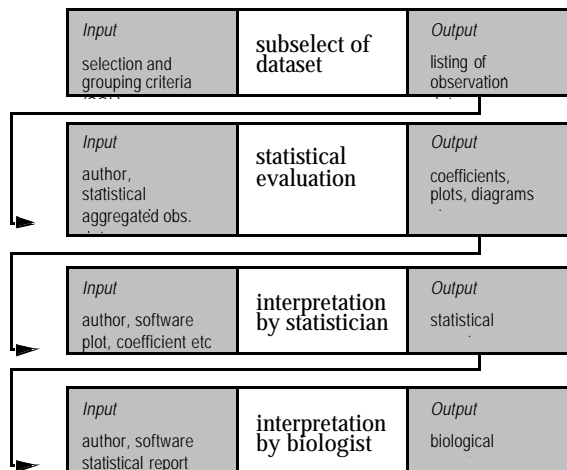 Input
selection and
grouping criteria
subselect of
dataset
Output
listing of
observation
Input
author,
statistical
aggregated obs.
statistical
evaluation
Output
coefficients,
plots, diagrams
Input
author, software
plot, coefficient etc
interpretation
by statistician
Output
statistical
Input
author, software
statistical report
interpretation
by biologist
Output
biological